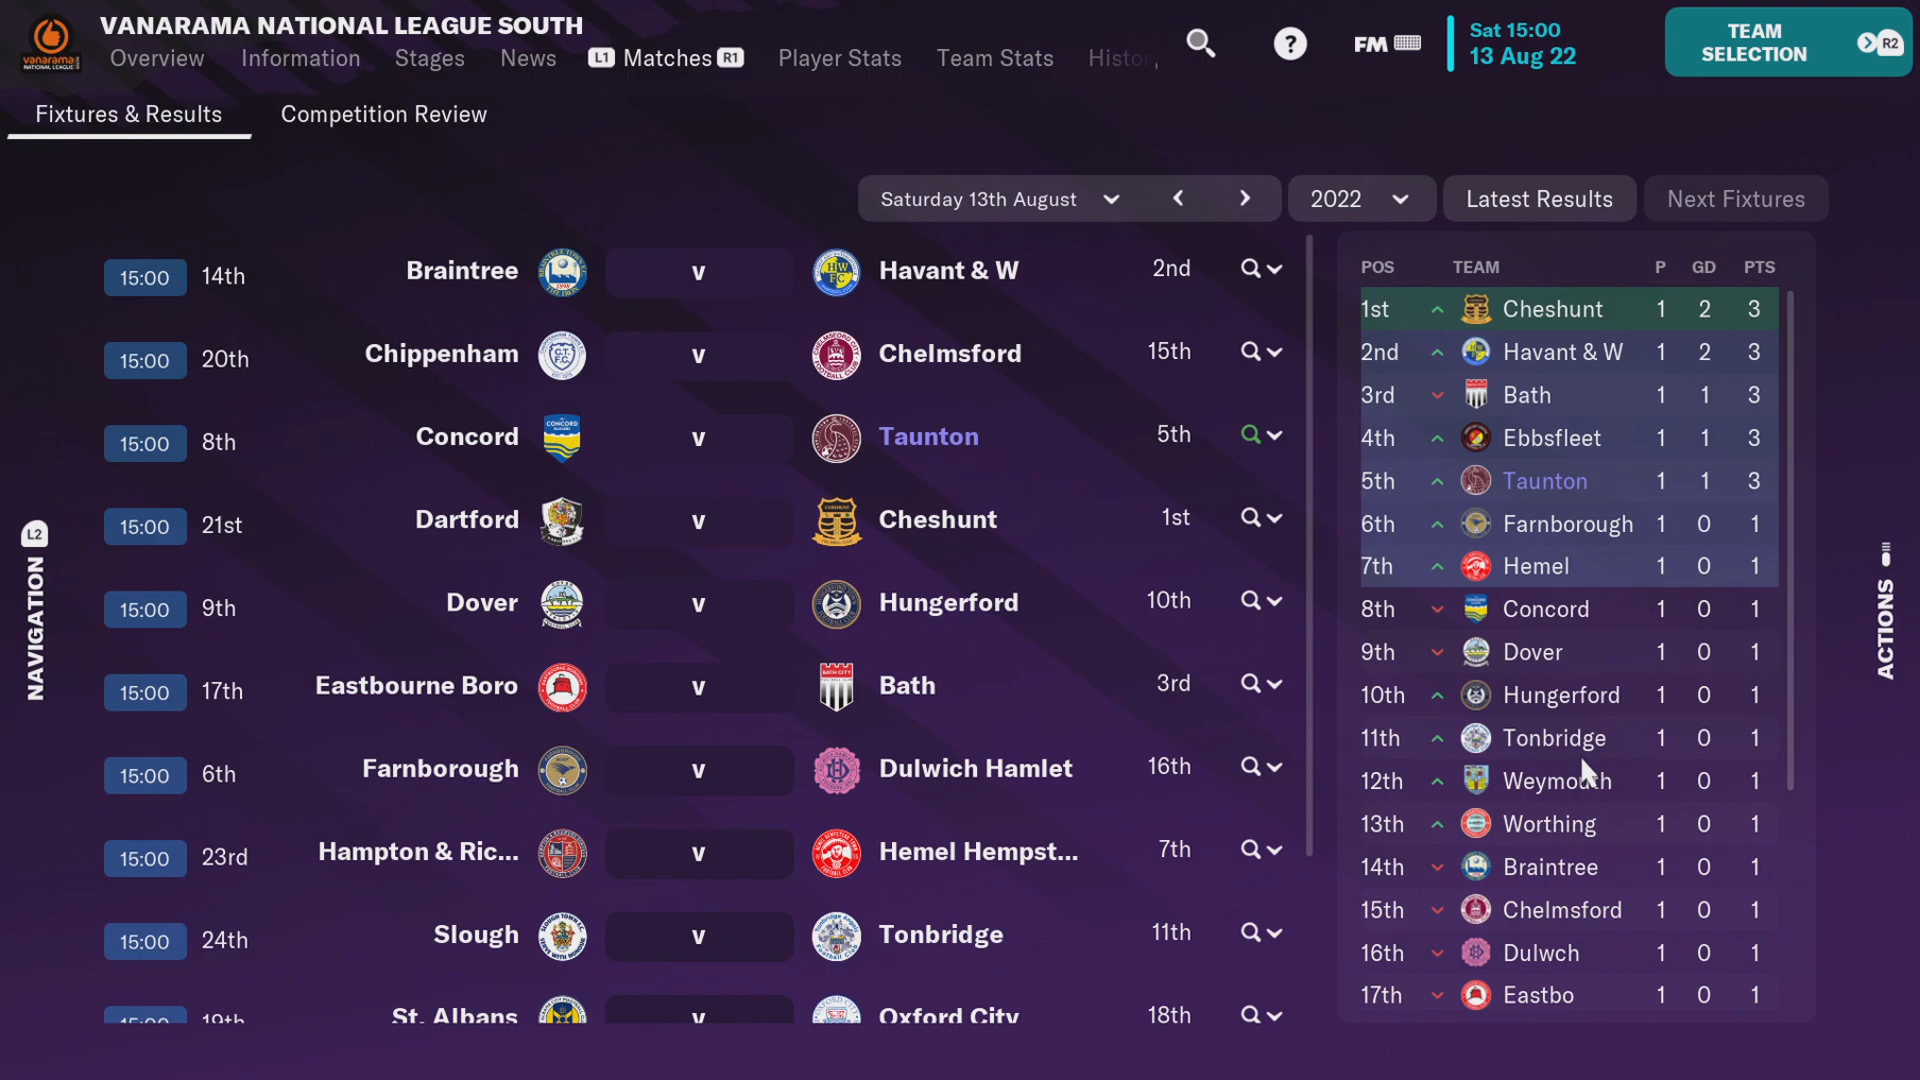 VANARAMA NATIONAL LEAGUE SOUTH
Overview Information Stages News L1 Matches R1 Player Stats Team Stats Histor
FM
Sat 15:00
13 Aug 22
TEAM SELECTION R2
Fixtures & Results Competition Review
Saturday 13th August 2022 Latest Results Next Fixtures
15:00 14th Braintree v Havant & W 2nd
15:00 20th Chippenham v Chelmsford 15th
15:00 8th Concord v Taunton 5th
15:00 21st Dartford v Cheshunt 1st
15:00 9th Dover v Hungerford 10th
15:00 17th Eastbourne Boro v Bath 3rd
15:00 6th Farnborough v Dulwich Hamlet 16th
15:00 23rd Hampton & Ric... v Hemel Hempst... 7th
15:00 24th Slough v Tonbridge 11th
15:00 19th St. Albans v Oxford City 18th
POS TEAM P GD PTS
1st Cheshunt 1 2 3
2nd Havant & W 1 2 3
3rd Bath 1 1 3
4th Ebbsfleet 1 1 3
5th Taunton 1 1 3
6th Farnborough 1 0 1
7th Hemel 1 0 1
8th Concord 1 0 1
9th Dover 1 0 1
10th Hungerford 1 0 1
11th Tonbridge 1 0 1
12th Weymouth 1 0 1
13th Worthing 1 0 1
14th Braintree 1 0 1
15th Chelmsford 1 0 1
16th Dulwch 1 0 1
17th Eastbo 1 0 1
NAVIGATION L2
ACTIONS